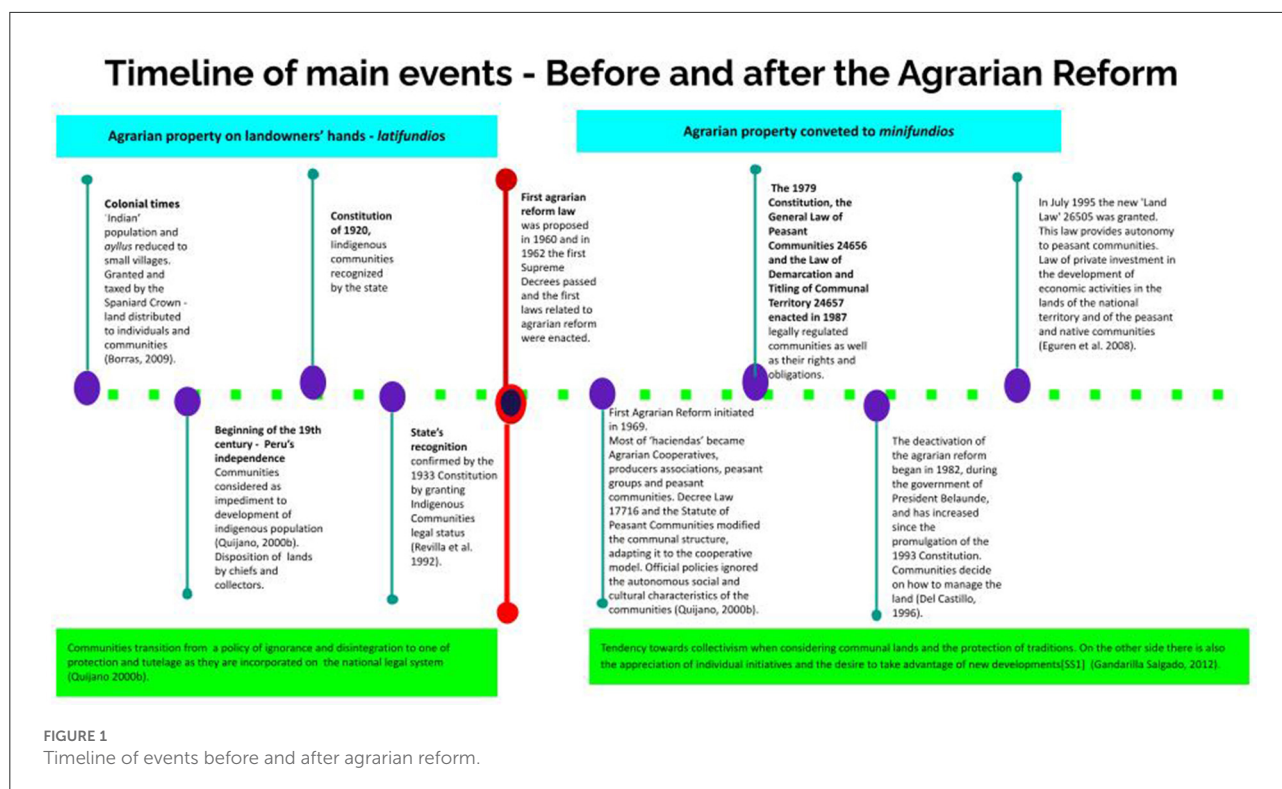 Timeline of main events - Before and after the Agrarian Reform
Agrarian property on landowners' hands - latifundios
Agrarian property conveted to minifundios
Colonial times
'Indian'
population and
ayllus reduced to
small villages.
Granted and
taxed by the
Spaniard Crown -
land distributed
to individuals and
communities
(Borras, 2009).
Constitution
of 1920,
Iindigenous
communities
recognized
by the state
First agrarian
reform law
was proposed
in 1960 and in
1962 the first
Supreme
Decrees passed
and the first
laws related to
agrarian reform
were enacted.
The 1979
Constitution, the
General Law of
Peasant
Communities 24656
and the Law of
Demarcation and
Titling of Communal
Territory 24657
enacted in 1987
legally regulated
communities as well
as their rights and
obligations.
In July 1995 the new 'Land
Law' 26505 was granted.
This law provides autonomy
to peasant communities.
Law of private investment in
the development of
economic activities in the
lands of the national
territory and of the peasant
and native communities
(Eguren et al. 2008).
Beginning of the 19th
century - Peru's
independence
Communities
considered as
impediment to
development of
indigenous population
(Quijano, 2000b).
Disposition of lands
by chiefs and
collectors.
State's
recognition
confirmed by the
1933 Constitution
by granting
Indigenous
Communities
legal status
(Revilla et al.
1992).
First Agrarian Reform initiated
in 1969.
Most of 'haciendas' became
Agrarian Cooperatives,
producers associations, peasant
groups and peasant
communities. Decree Law
17716 and the Statute of
Peasant Communities modified
the communal structure,
adapting it to the cooperative
model. Official policies ignored
the autonomous social and
cultural characteristics of the
communities (Quijano, 2000b).
The deactivation of
the agrarian reform
began in 1982, during
the government of
President Belaunde,
and has increased
since the
promulgation of the
1993 Constitution.
Communities decide
on how to manage the
land (Del Castillo,
1996).
Communities transition from a policy of ignorance and disintegration to one of
protection and tutelage as they are incorporated on the national legal system
(Quijano 2000b).
Tendency towards collectivism when considering communal lands and the protection of traditions. On the other side there is also
the appreciation of individual initiatives and the desire to take advantage of new developments[SS1] (Gandarilla Salgado, 2012).
FIGURE 1
Timeline of events before and after agrarian reform.